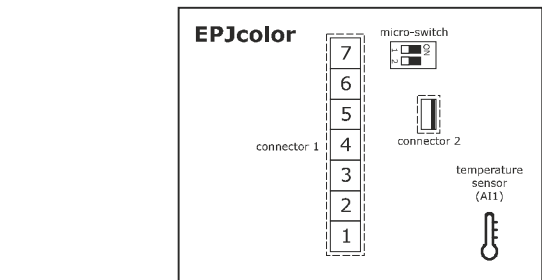 EPJcolor
micro-switch
1
2
ON
7
6
5
4
3
2
1
connector 1
connector 2
temperature
sensor
(AI1)